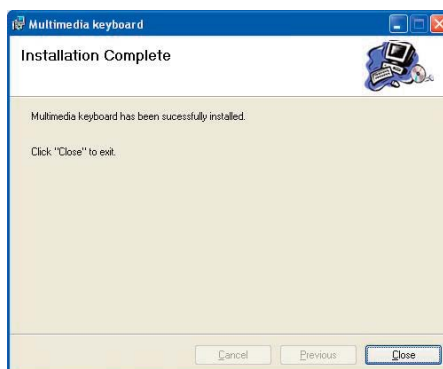 Multimedia keyboard
Installation Complete
Multimedia keyboard has been sucessfully installed.
Click "Close" to exit.
Cancel Previous Close